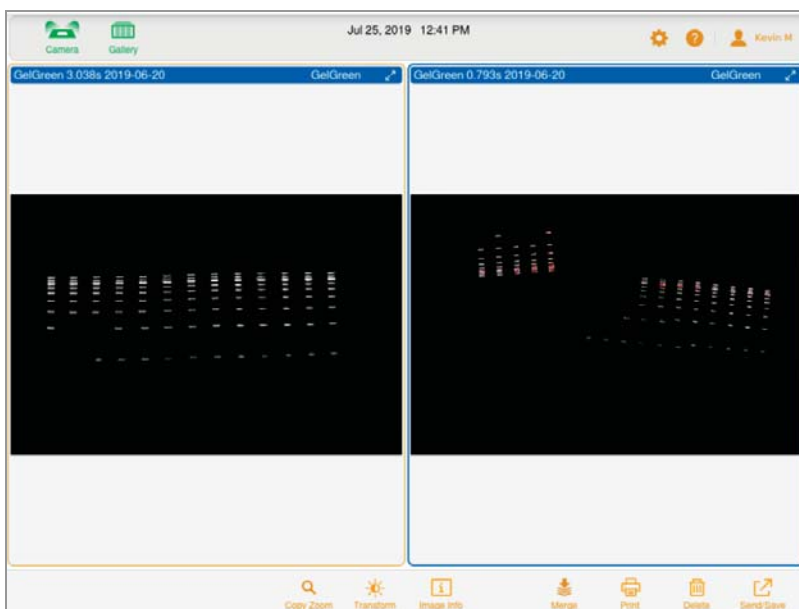 Jul 25, 2019 12:41 PM
Camera
Gallery
Kevin M
GelGreen 3.038s 2019-06-20 GelGreen
GelGreen 0.793s 2019-06-20 GelGreen
Copy Zoom
Transform
Image Info
Merge
Print
Delete
Send/Save